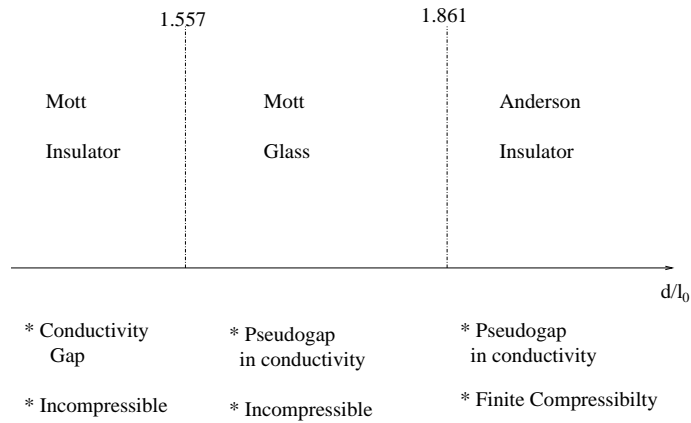 1.557
1.861
Mott
Insulator
Mott
Glass
Anderson
Insulator
d/l₀
* Conductivity
Gap
* Incompressible
* Pseudogap
in conductivity
* Incompressible
* Pseudogap
in conductivity
* Finite Compressibilty